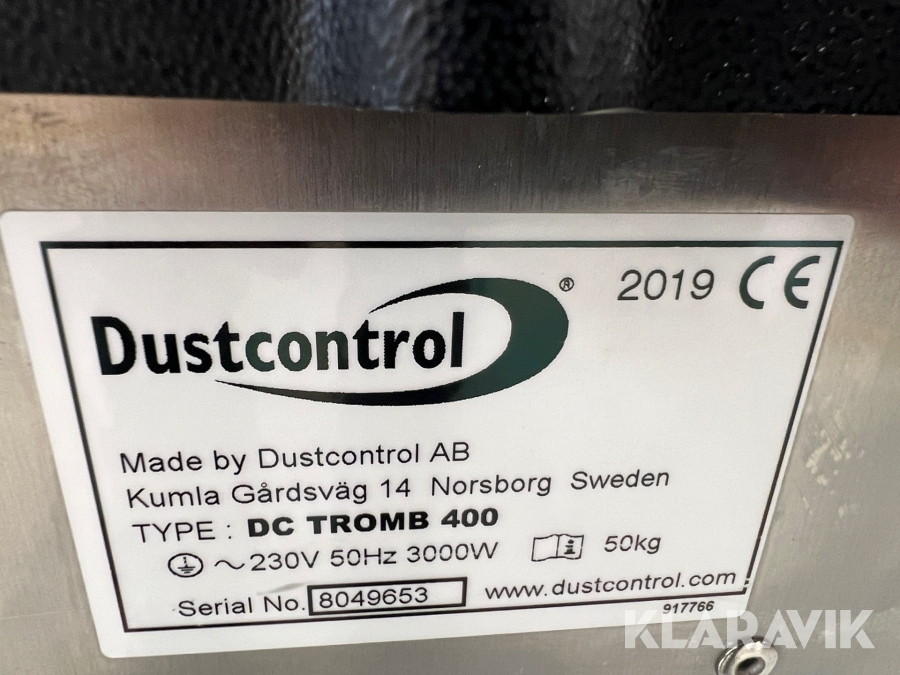 2019 CE
Dustcontrol®
Made by Dustcontrol AB
Kumla Gårdsväg 14 Norsborg Sweden
TYPE : DC TROMB 400
~230V 50Hz 3000W 50kg
Serial No. 8049653 www.dustcontrol.com
917766
KLARAVIK